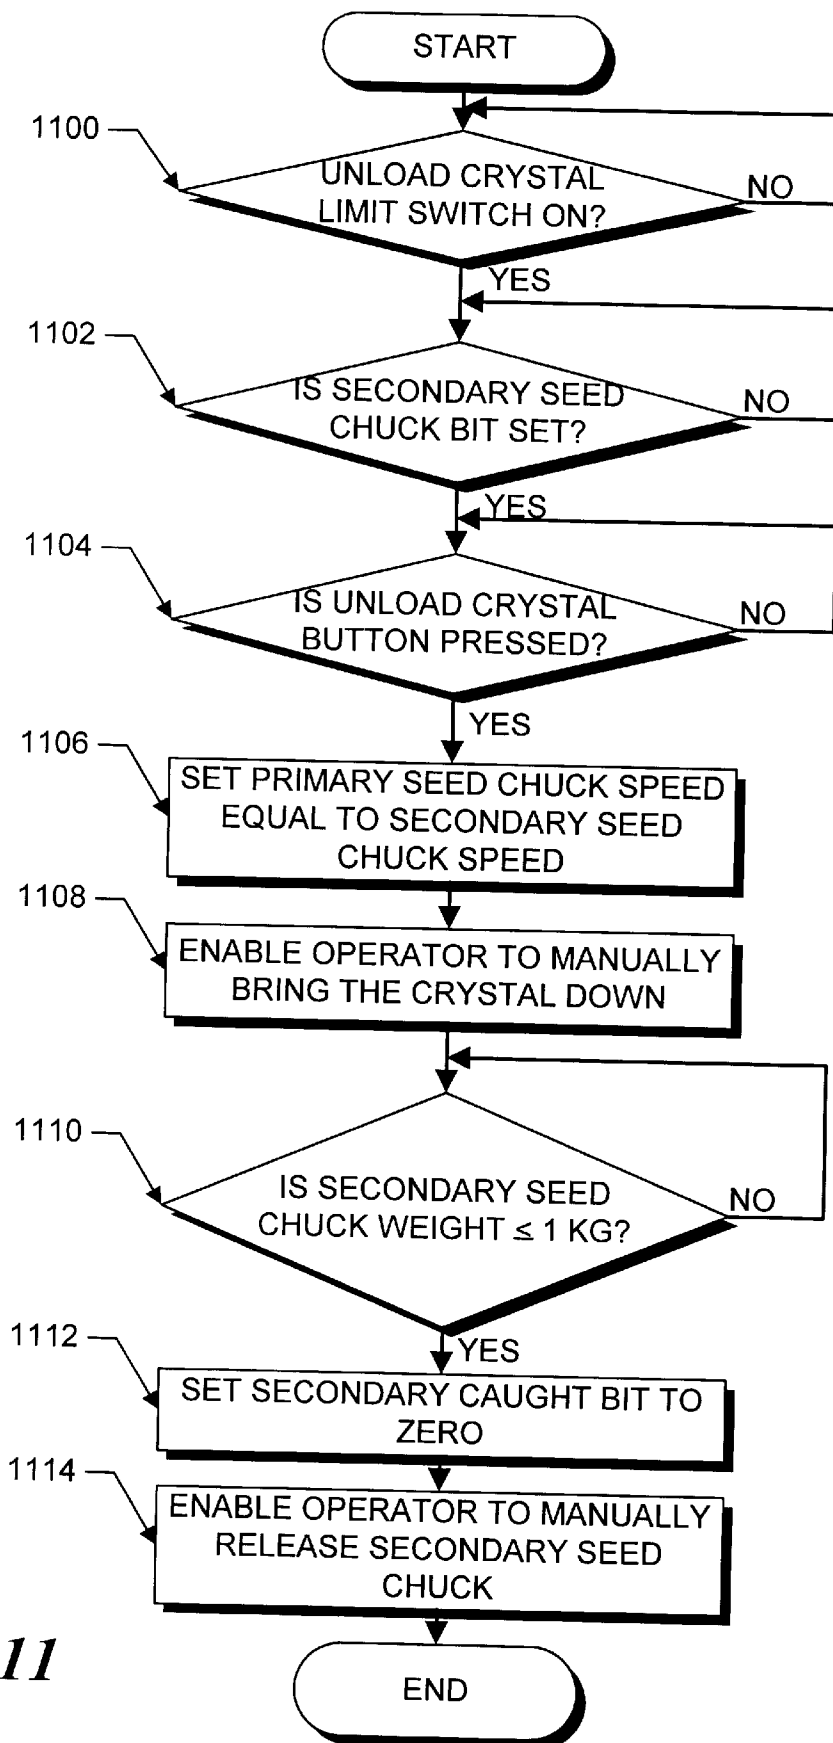 START
1100
UNLOAD CRYSTAL
LIMIT SWITCH ON?
NO
YES
1102
IS SECONDARY SEED
CHUCK BIT SET?
NO
YES
1104
IS UNLOAD CRYSTAL
BUTTON PRESSED?
NO
YES
1106
SET PRIMARY SEED CHUCK SPEED
EQUAL TO SECONDARY SEED
CHUCK SPEED
1108
ENABLE OPERATOR TO MANUALLY
BRING THE CRYSTAL DOWN
1110
IS SECONDARY SEED
CHUCK WEIGHT ≤ 1 KG?
NO
YES
1112
SET SECONDARY CAUGHT BIT TO
ZERO
1114
ENABLE OPERATOR TO MANUALLY
RELEASE SECONDARY SEED
CHUCK
11
END